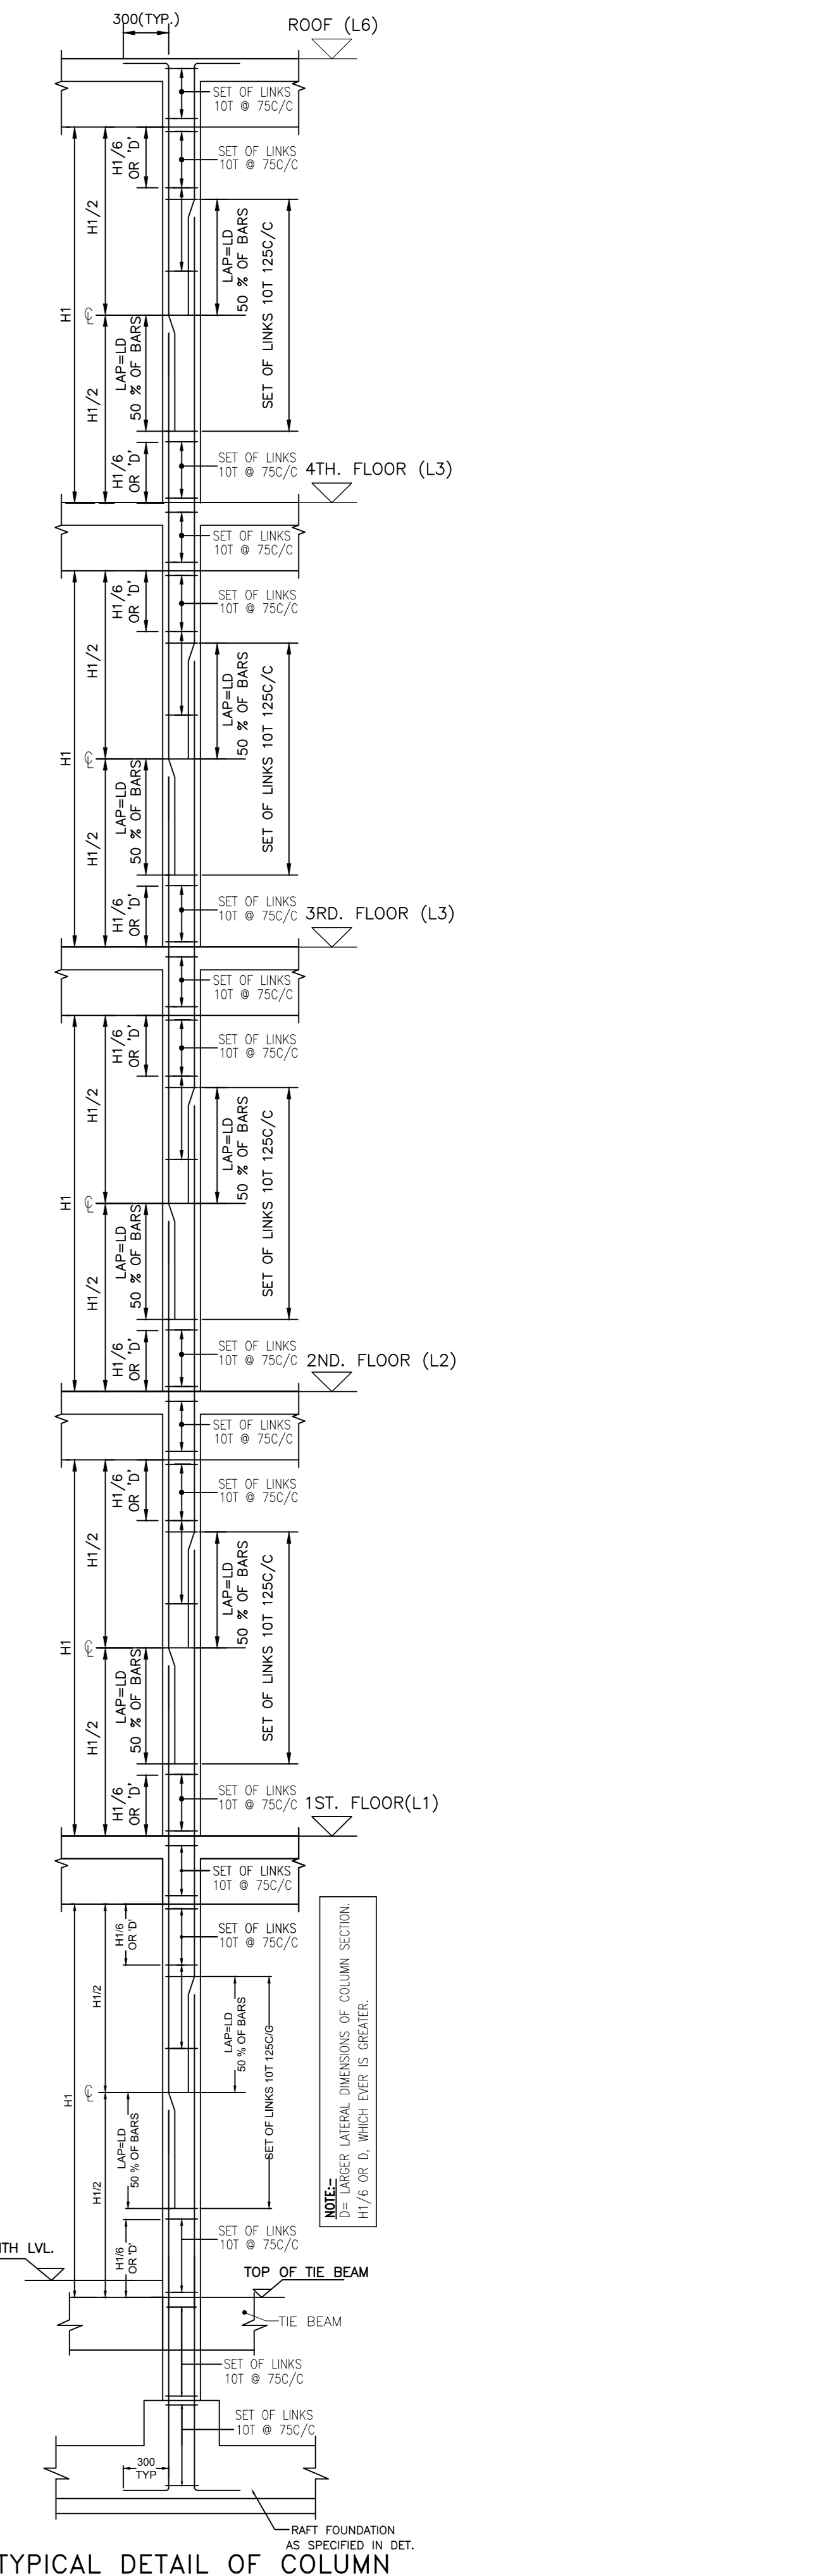 300(TYP.)
ROOF (L6)
SET OF LINKS
10T @ 75C/C
SET OF LINKS
10T @ 75C/C
H1/6
OR 'D'
H1/2
LAP=LD
50 % OF BARS
SET OF LINKS 10T 125C/C
H1
℄
LAP=LD
50 % OF BARS
H1/2
H1/6
OR 'D'
SET OF LINKS
10T @ 75C/C
4TH. FLOOR (L3)
SET OF LINKS
10T @ 75C/C
SET OF LINKS
10T @ 75C/C
H1/6
OR 'D'
H1/2
LAP=LD
50 % OF BARS
SET OF LINKS 10T 125C/C
H1
℄
LAP=LD
50 % OF BARS
H1/2
H1/6
OR 'D'
SET OF LINKS
10T @ 75C/C
3RD. FLOOR (L3)
SET OF LINKS
10T @ 75C/C
SET OF LINKS
10T @ 75C/C
H1/6
OR 'D'
H1/2
LAP=LD
50 % OF BARS
SET OF LINKS 10T 125C/C
H1
℄
LAP=LD
50 % OF BARS
H1/2
H1/6
OR 'D'
SET OF LINKS
10T @ 75C/C
2ND. FLOOR (L2)
SET OF LINKS
10T @ 75C/C
SET OF LINKS
10T @ 75C/C
H1/6
OR 'D'
H1/2
LAP=LD
50 % OF BARS
SET OF LINKS 10T 125C/C
H1
℄
LAP=LD
50 % OF BARS
H1/2
H1/6
OR 'D'
SET OF LINKS
10T @ 75C/C
1ST. FLOOR(L1)
SET OF LINKS
10T @ 75C/C
SET OF LINKS
10T @ 75C/C
H1/6
OR 'D'
H1/2
LAP=LD
50 % OF BARS
SET OF LINKS 10T 125C/C
H1
℄
LAP=LD
50 % OF BARS
H1/2
H1/6
OR 'D'
SET OF LINKS
10T @ 75C/C
NOTE:-
D= LARGER LATERAL DIMENSIONS OF COLUMN SECTION.
H1/6 OR D, WHICH EVER IS GREATER.
LVL.
TOP OF TIE BEAM
TIE BEAM
SET OF LINKS
10T @ 75C/C
SET OF LINKS
10T @ 75C/C
300
TYP
RAFT FOUNDATION
AS SPECIFIED IN DET.
TYPICAL DETAIL OF COLUMN